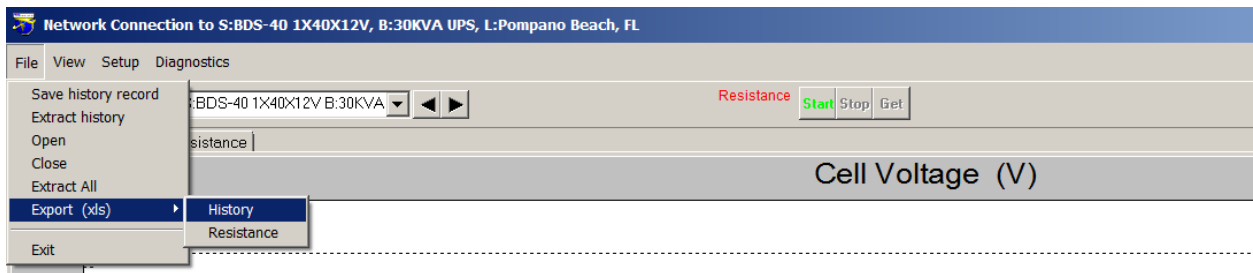 Network Connection to S:BDS-40 1X40X12V, B:30KVA UPS, L:Pompano Beach, FL
File View Setup Diagnostics
Save history record
:BDS-40 1X40X12V B:30KVA
Resistance Start Stop Get
Extract history
Open
sistance
Close
Cell Voltage (V)
Extract All
Export (xls) History
Resistance
Exit